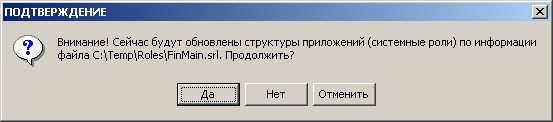 ПОДТВЕРЖДЕНИЕ
Внимание! Сейчас будут обновлены структуры приложений (системные роли) по информации
файла C:\Temp\Roles\FinMain.srl. Продолжить?
Да Нет Отменить